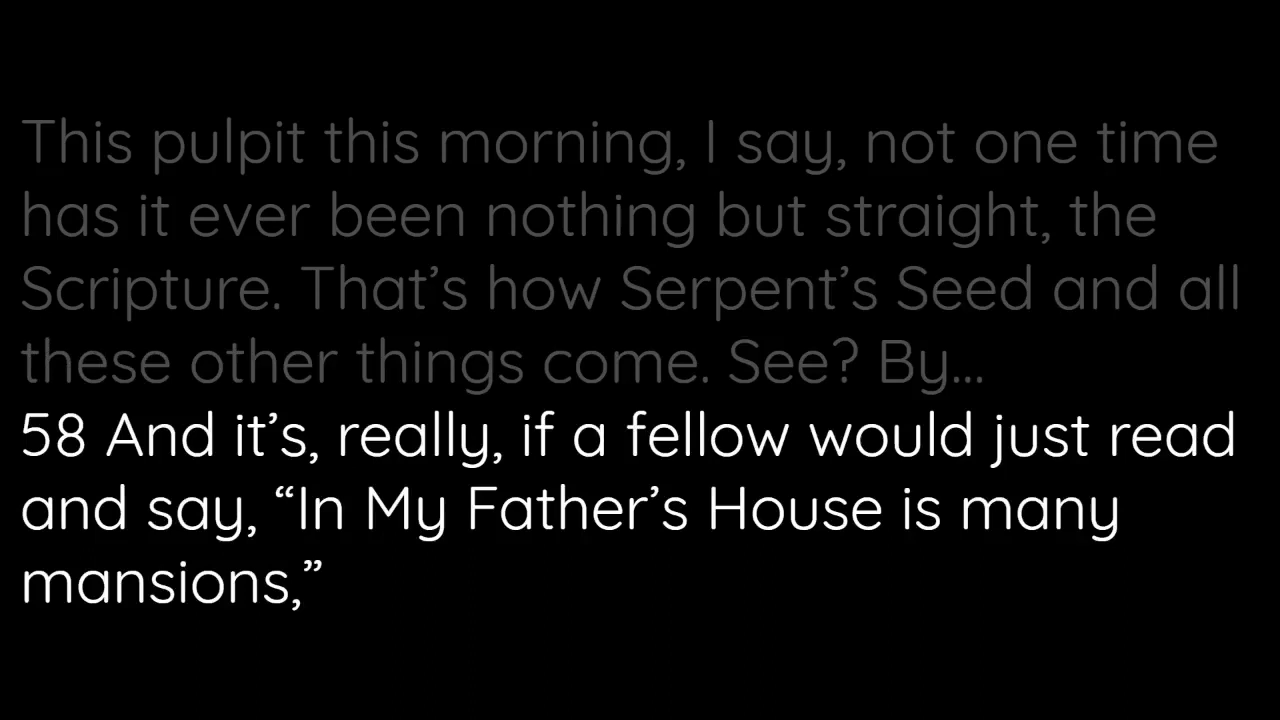 This pulpit this morning, I say, not one time
has it ever been nothing but straight, the
Scripture. That’s how Serpent’s Seed and all
these other things come. See? By...
58 And it’s, really, if a fellow would just read
and say, “In My Father’s House is many
mansions,”